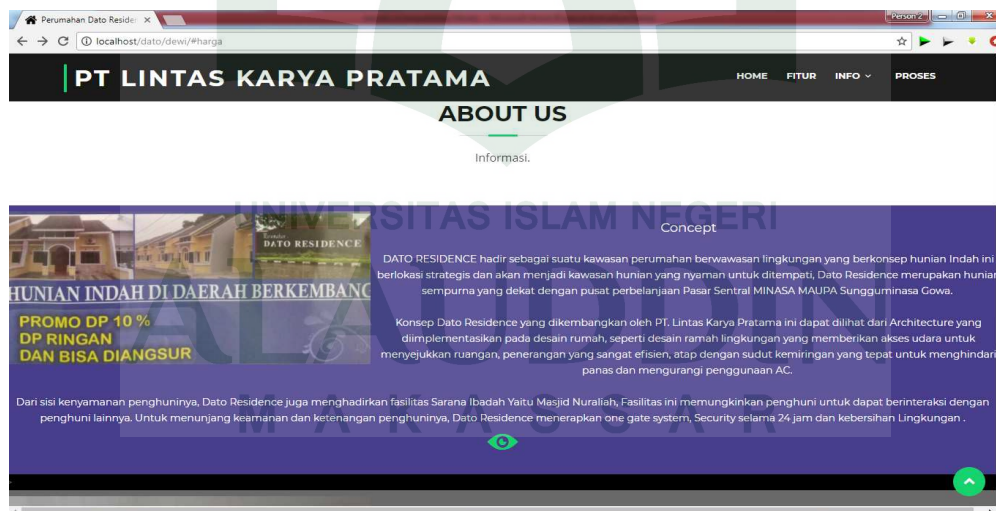 Perumahan Dato Resider
Person 2
localhost/dato/dewi/#harga
PT LINTAS KARYA PRATAMA
HOME FITUR INFO PROSES
ABOUT US
Informasi.
UNIVERSITAS ISLAM NEGERI
ALAUDDIN
MAKASSAR
DATO RESIDENCE
HUNIAN INDAH DI DAERAH BERKEMBANG
PROMO DP 10 %
DP RINGAN
DAN BISA DIANGSUR
Concept
DATO RESIDENCE hadir sebagai suatu kawasan perumahan berwawasan lingkungan yang berkonsep hunian Indah ini
berlokasi strategis dan akan menjadi kawasan hunian yang nyaman untuk ditempati, Dato Residence merupakan hunian
sempurna yang dekat dengan pusat perbelanjaan Pasar Sentral MINASA MAUPA Sungguminasa Gowa.
Konsep Dato Residence yang dikembangkan oleh PT. Lintas Karya Pratama ini dapat dilihat dari Architecture yang
diimplementasikan pada desain rumah, seperti desain ramah lingkungan yang memberikan akses udara untuk
menyejukkan ruangan, penerangan yang sangat efisien, atap dengan sudut kemiringan yang tepat untuk menghindari
panas dan mengurangi penggunaan AC.
Dari sisi kenyamanan penghuninya, Dato Residence juga menghadirkan fasilitas Sarana Ibadah Yaitu Masjid Nuraliah, Fasilitas ini memungkinkan penghuni untuk dapat berinteraksi dengan
penghuni lainnya. Untuk menunjang keamanan dan ketenangan penghuninya, Dato Residence menerapkan one gate system, Security selama 24 jam dan kebersihan Lingkungan .